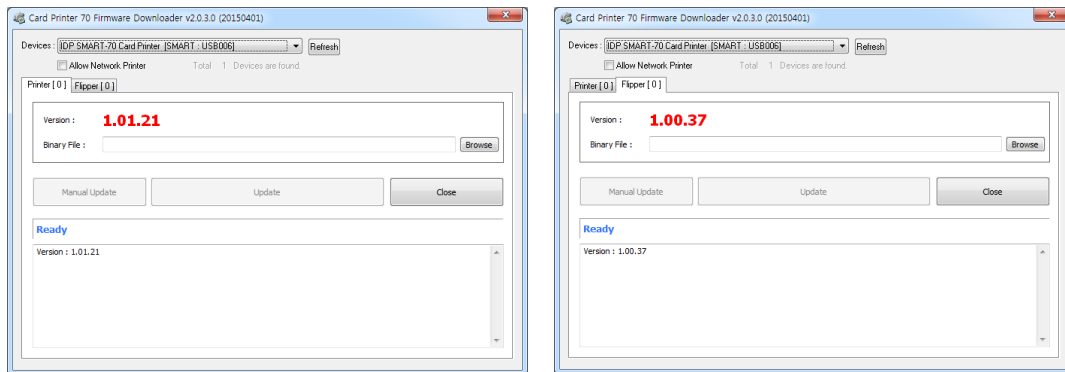 Card Printer 70 Firmware Downloader v2.0.3.0 (20150401)
Devices : IDP SMART-70 Card Printer [SMART : USB006] Refresh
Allow Network Printer Total 1 Devices are found.
Printer [ 0 ] Flipper [ 0 ]
Version : 1.01.21
Binary File : Browse
Manual Update Update Close
Ready
Version : 1.01.21
Card Printer 70 Firmware Downloader v2.0.3.0 (20150401)
Devices : IDP SMART-70 Card Printer [SMART : USB006] Refresh
Allow Network Printer Total 1 Devices are found.
Printer [ 0 ] Flipper [ 0 ]
Version : 1.00.37
Binary File : Browse
Manual Update Update Close
Ready
Version : 1.00.37